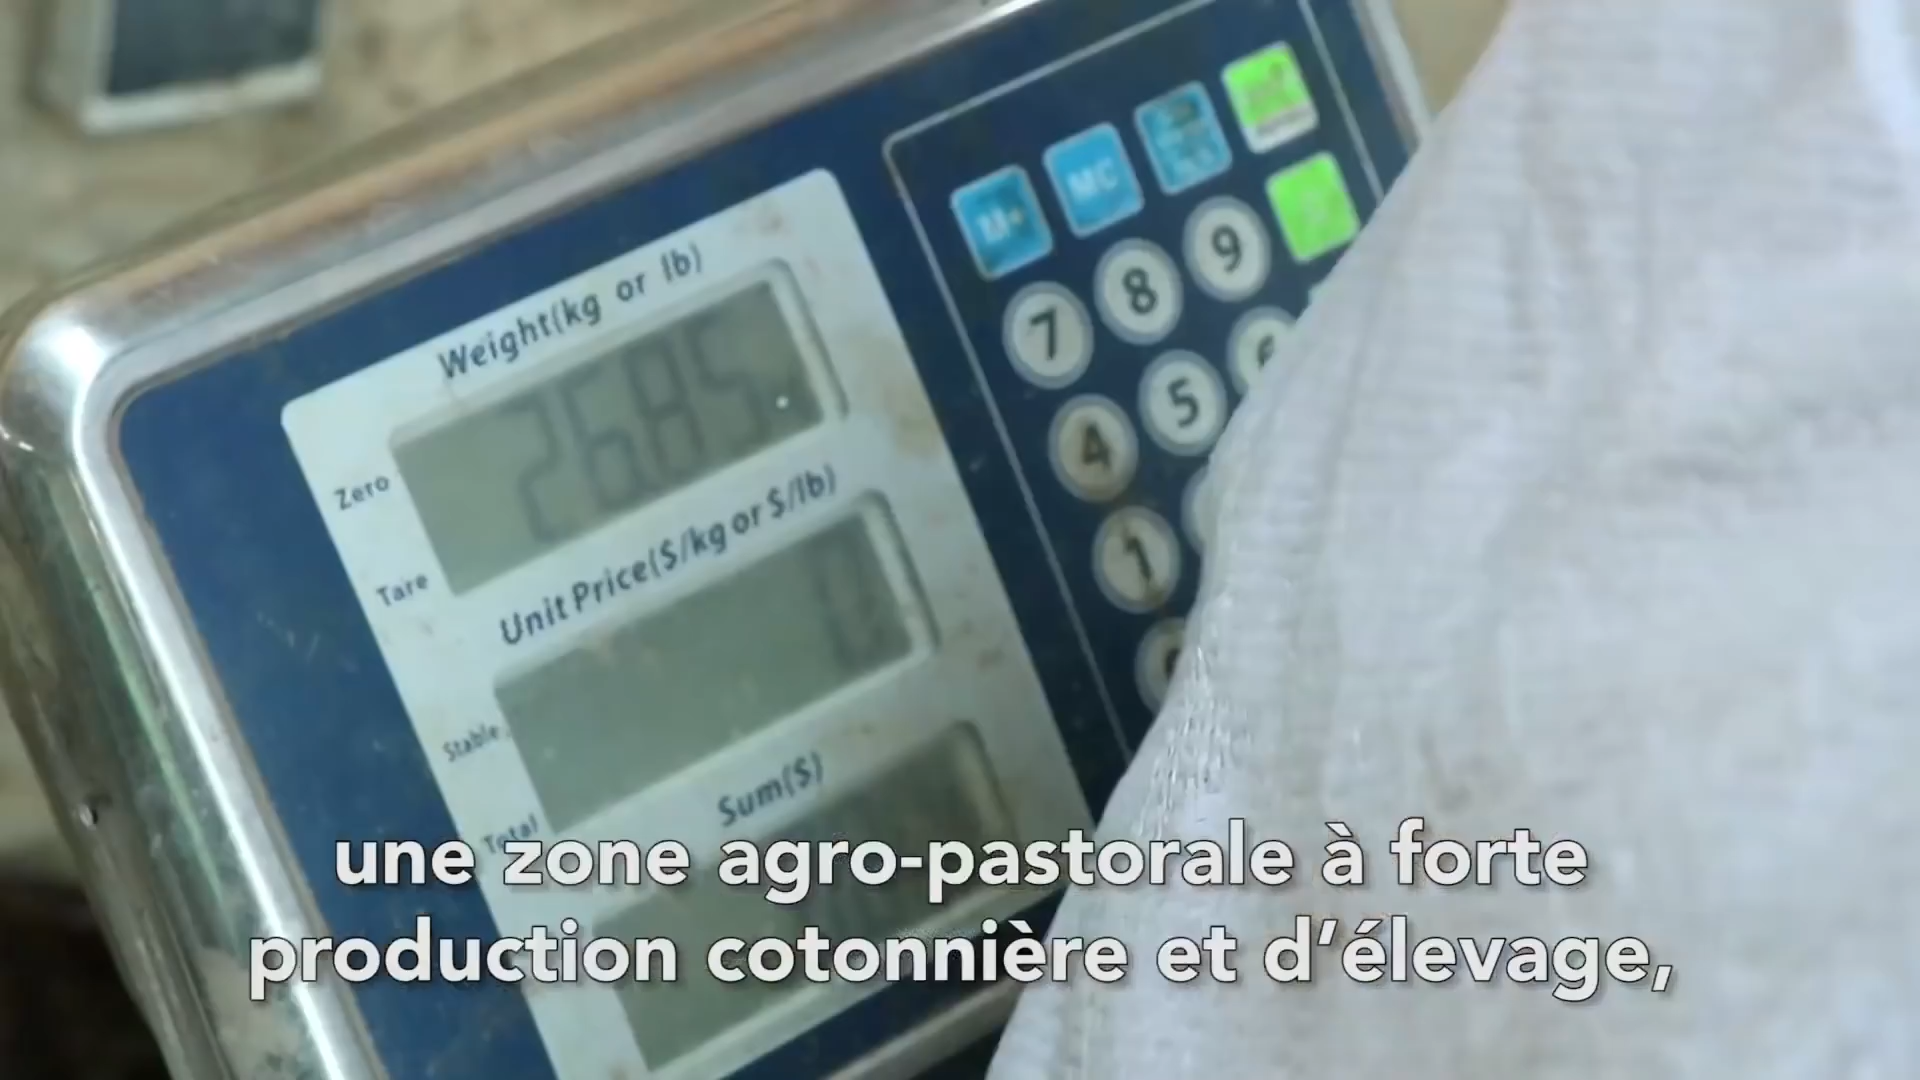 Weight(kg or lb)
2685
Zero
Tare
Unit Price($/kg or $/lb)
Stable
Sum($)
Total
M+
MC
7
8
9
4
5
6
1
une zone agro-pastorale à forte
production cotonnière et d’élevage,